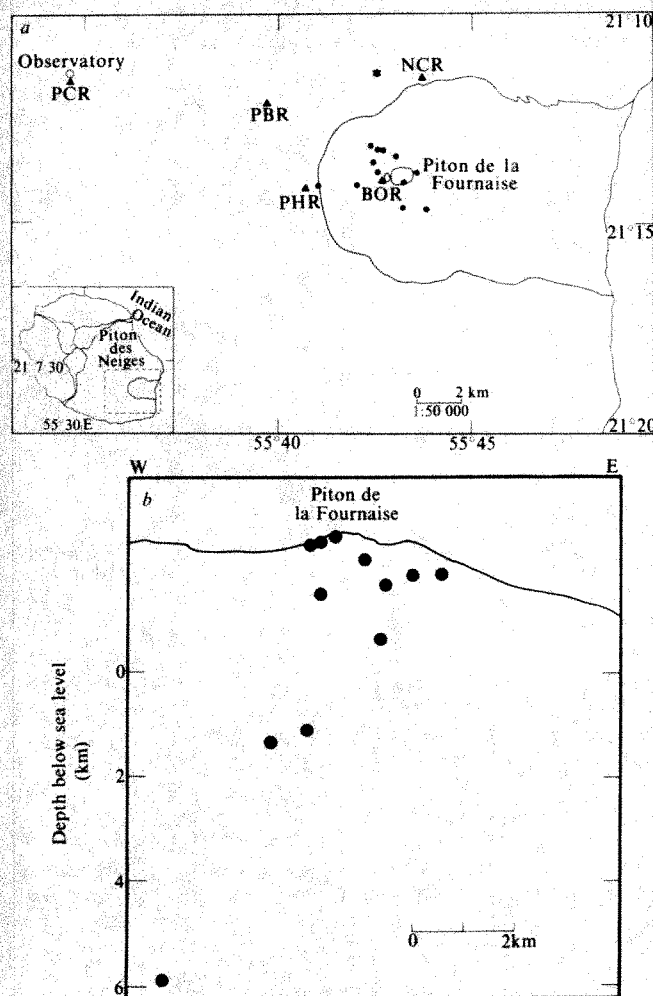 a
21°10
Observatory
PCR
NCR
PBR
Piton de la
Fournaise
PHR
BOR
21°15
Indian
Ocean
Piton
des
Neiges
21 7 30
55°30 E
0 2 km
1:50 000
21°20
55°40
55°45
W
E
b
Piton de
la Fournaise
0
2
4
6
Depth below sea level
(km)
0
2km